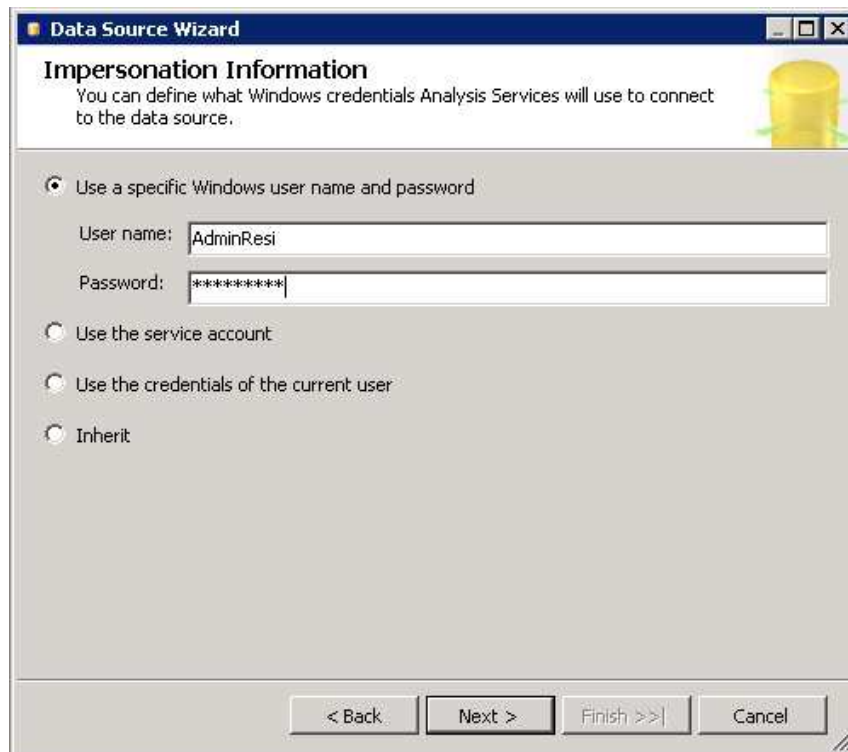 Data Source Wizard
Impersonation Information
You can define what Windows credentials Analysis Services will use to connect
to the data source.
Use a specific Windows user name and password
User name: AdminResi
Password: *********
Use the service account
Use the credentials of the current user
Inherit
< Back Next > Finish >>| Cancel